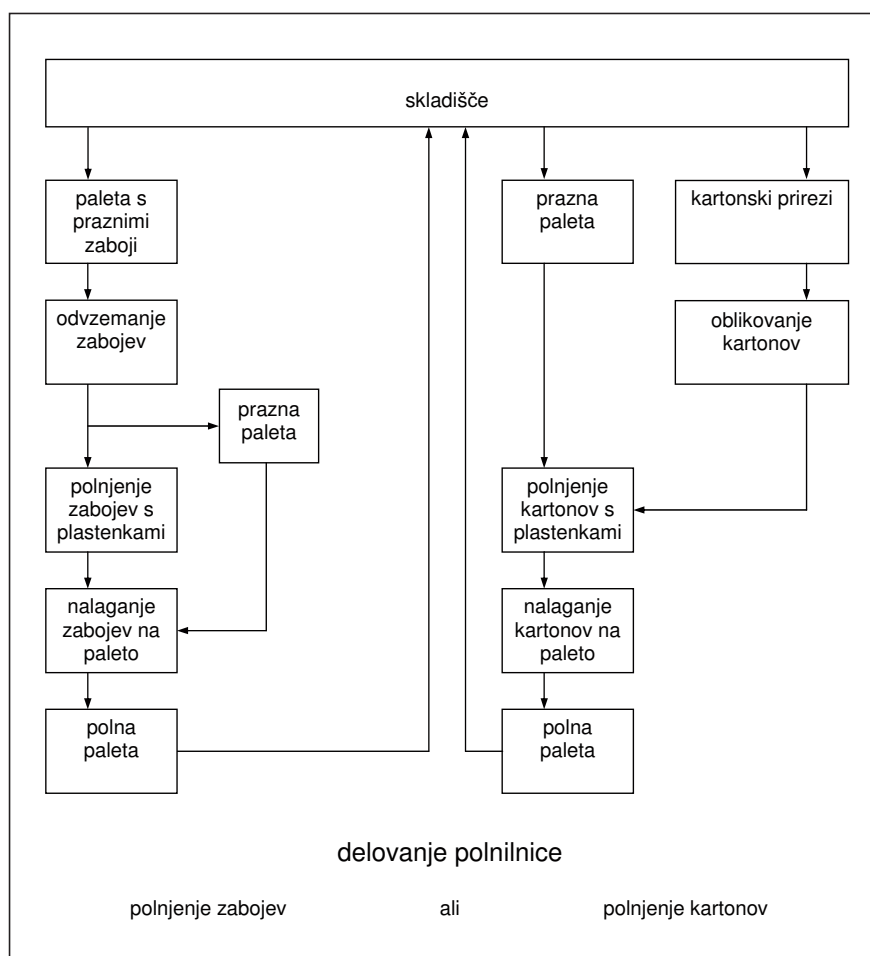 skladišče
paleta s
praznimi
zaboji
prazna
paleta
kartonski prirezi
odvzemanje
zabojev
oblikovanje
kartonov
prazna
paleta
polnjenje
zabojev s
plastenkami
polnjenje
kartonov s
plastenkami
nalaganje
zabojev na
paleto
nalaganje
kartonov na
paleto
polna
paleta
polna
paleta
delovanje polnilnice
polnjenje zabojev ali polnjenje kartonov